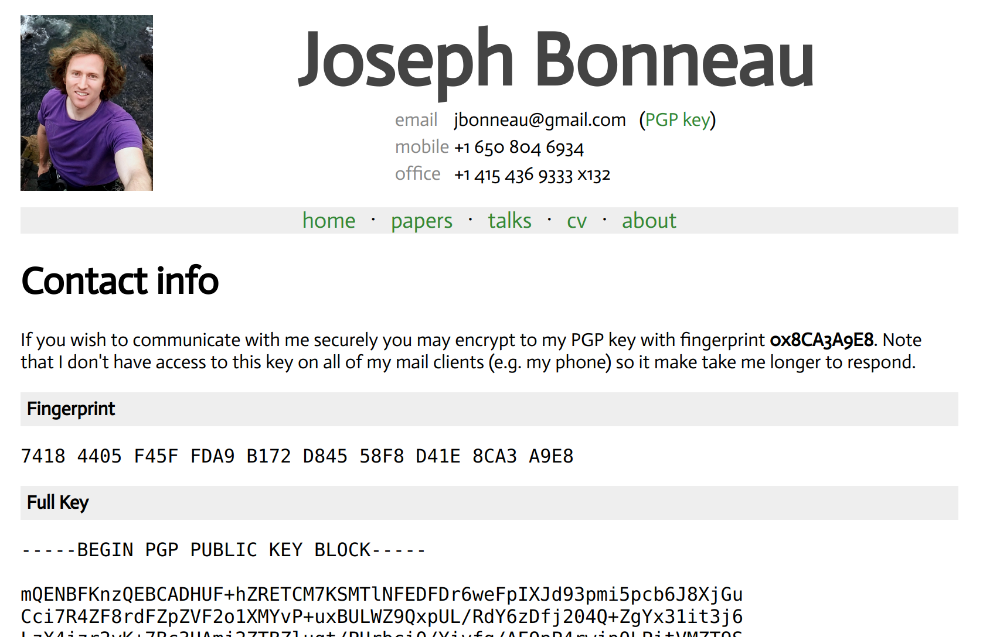 Joseph Bonneau
email jbonneau@gmail.com (PGP key)
mobile +1 650 804 6934
office +1 415 436 9333 x132
home · papers · talks · cv · about
Contact info
If you wish to communicate with me securely you may encrypt to my PGP key with fingerprint 0x8CA3A9E8. Note
that I don't have access to this key on all of my mail clients (e.g. my phone) so it make take me longer to respond.
Fingerprint
7418 4405 F45F FDA9 B172 D845 58F8 D41E 8CA3 A9E8
Full Key
-----BEGIN PGP PUBLIC KEY BLOCK-----
mQENBFKnzQEBCADHUF+hZRETCM7KSMTlNFEDFDr6weFpIXJd93pmi5pcb6J8XjGu
Cci7R4ZF8rdFZpZVF2o1XMYvP+uxBULWZ9QxpUL/RdY6zDfj204Q+ZgYx31it3j6